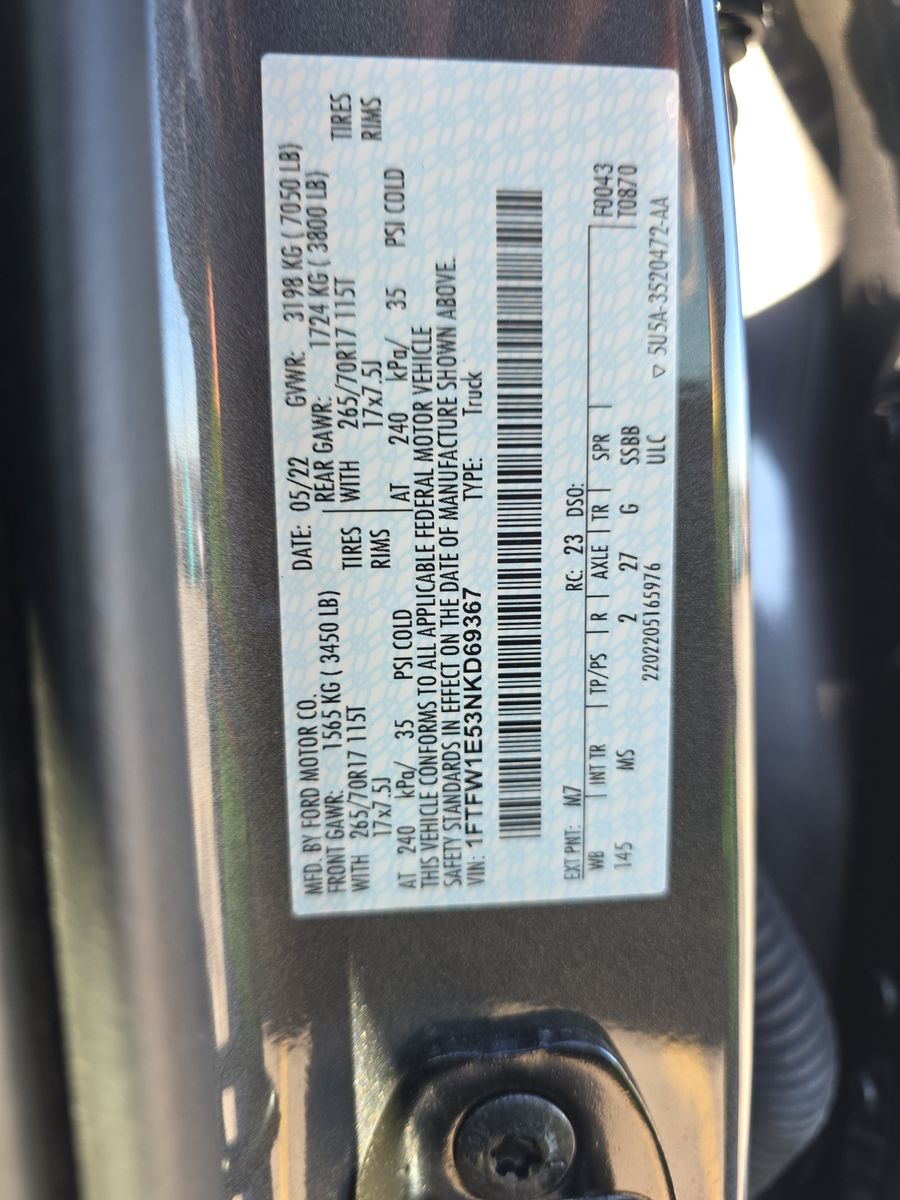 MFD. BY FORD MOTOR CO. DATE: 05/22 GVWR: 3198 KG ( 7050 LB)
FRONT GAWR: 1565 KG ( 3450 LB) REAR GAWR: 1724 KG ( 3800 LB)
WITH 265/70R17 115T TIRES WITH 265/70R17 115T TIRES
17x7.5J RIMS 17x7.5J RIMS
AT 240 kPa/ 35 PSI COLD AT 240 kPa/ 35 PSI COLD
THIS VEHICLE CONFORMS TO ALL APPLICABLE FEDERAL MOTOR VEHICLE
SAFETY STANDARDS IN EFFECT ON THE DATE OF MANUFACTURE SHOWN ABOVE.
VIN: 1FTFW1E53NKD69367 TYPE: Truck
EXT PNT: M7 RC: 23 DSO: F0043
WB INT TR TP/PS R AXLE TR SPR T0870
145 MS 2 27 G SSBB
2202205165976 ULC ▽ 5U5A-3520472-AA